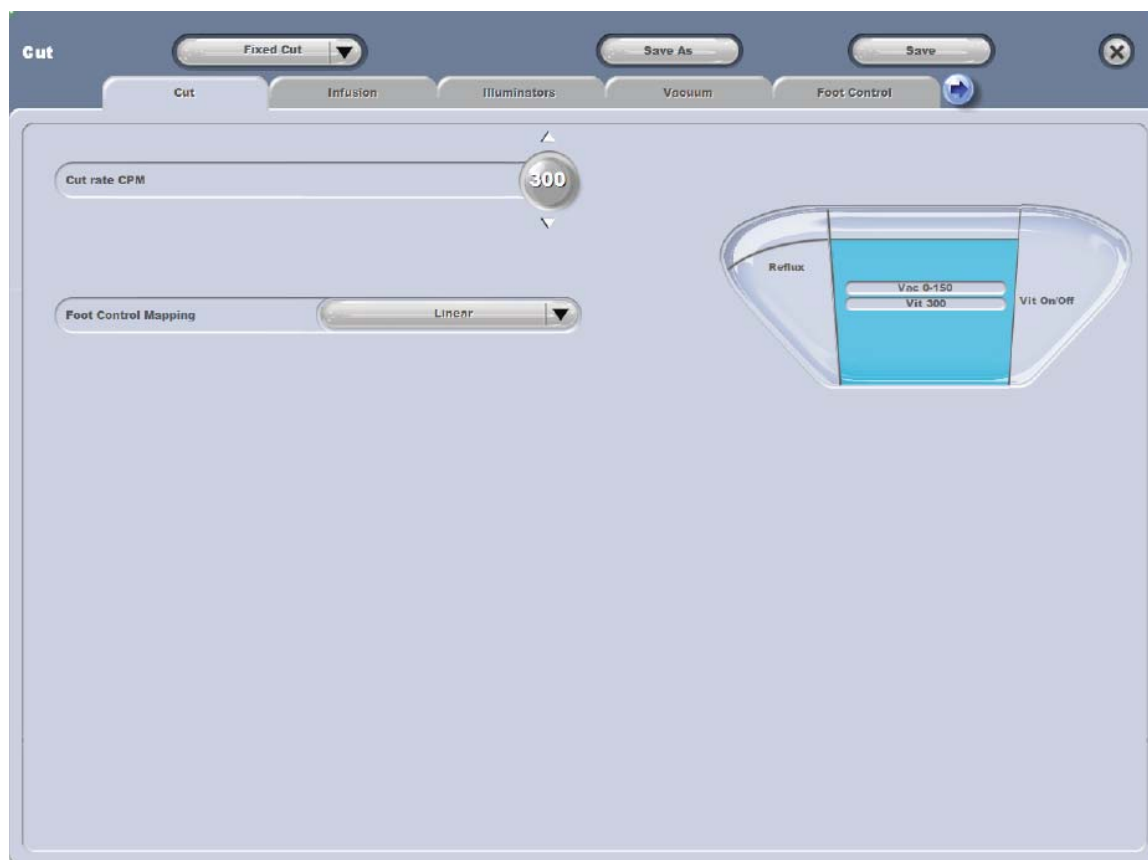 Cut
Fixed Cut
Save As
Save
Cut
Infusion
Illuminators
Vacuum
Foot Control
Cut rate CPM
300
Reflux
Vac 0-150
Vit 300
Vit On/Off
Foot Control Mapping
Linear